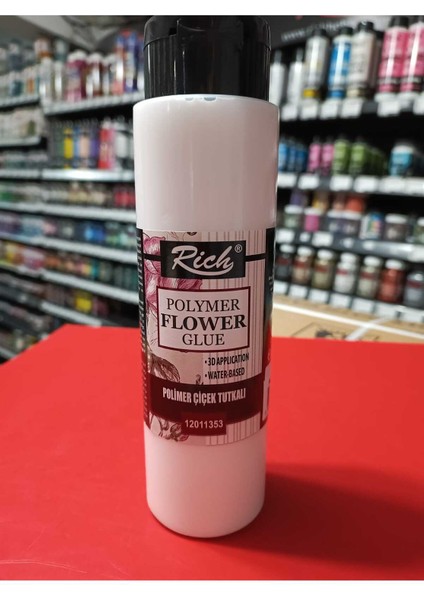 Rich®
POLYMER
FLOWER
GLUE
•3D APPLICATION
•WATER-BASED
POLİMER ÇİÇEK TUTKALI
12011353